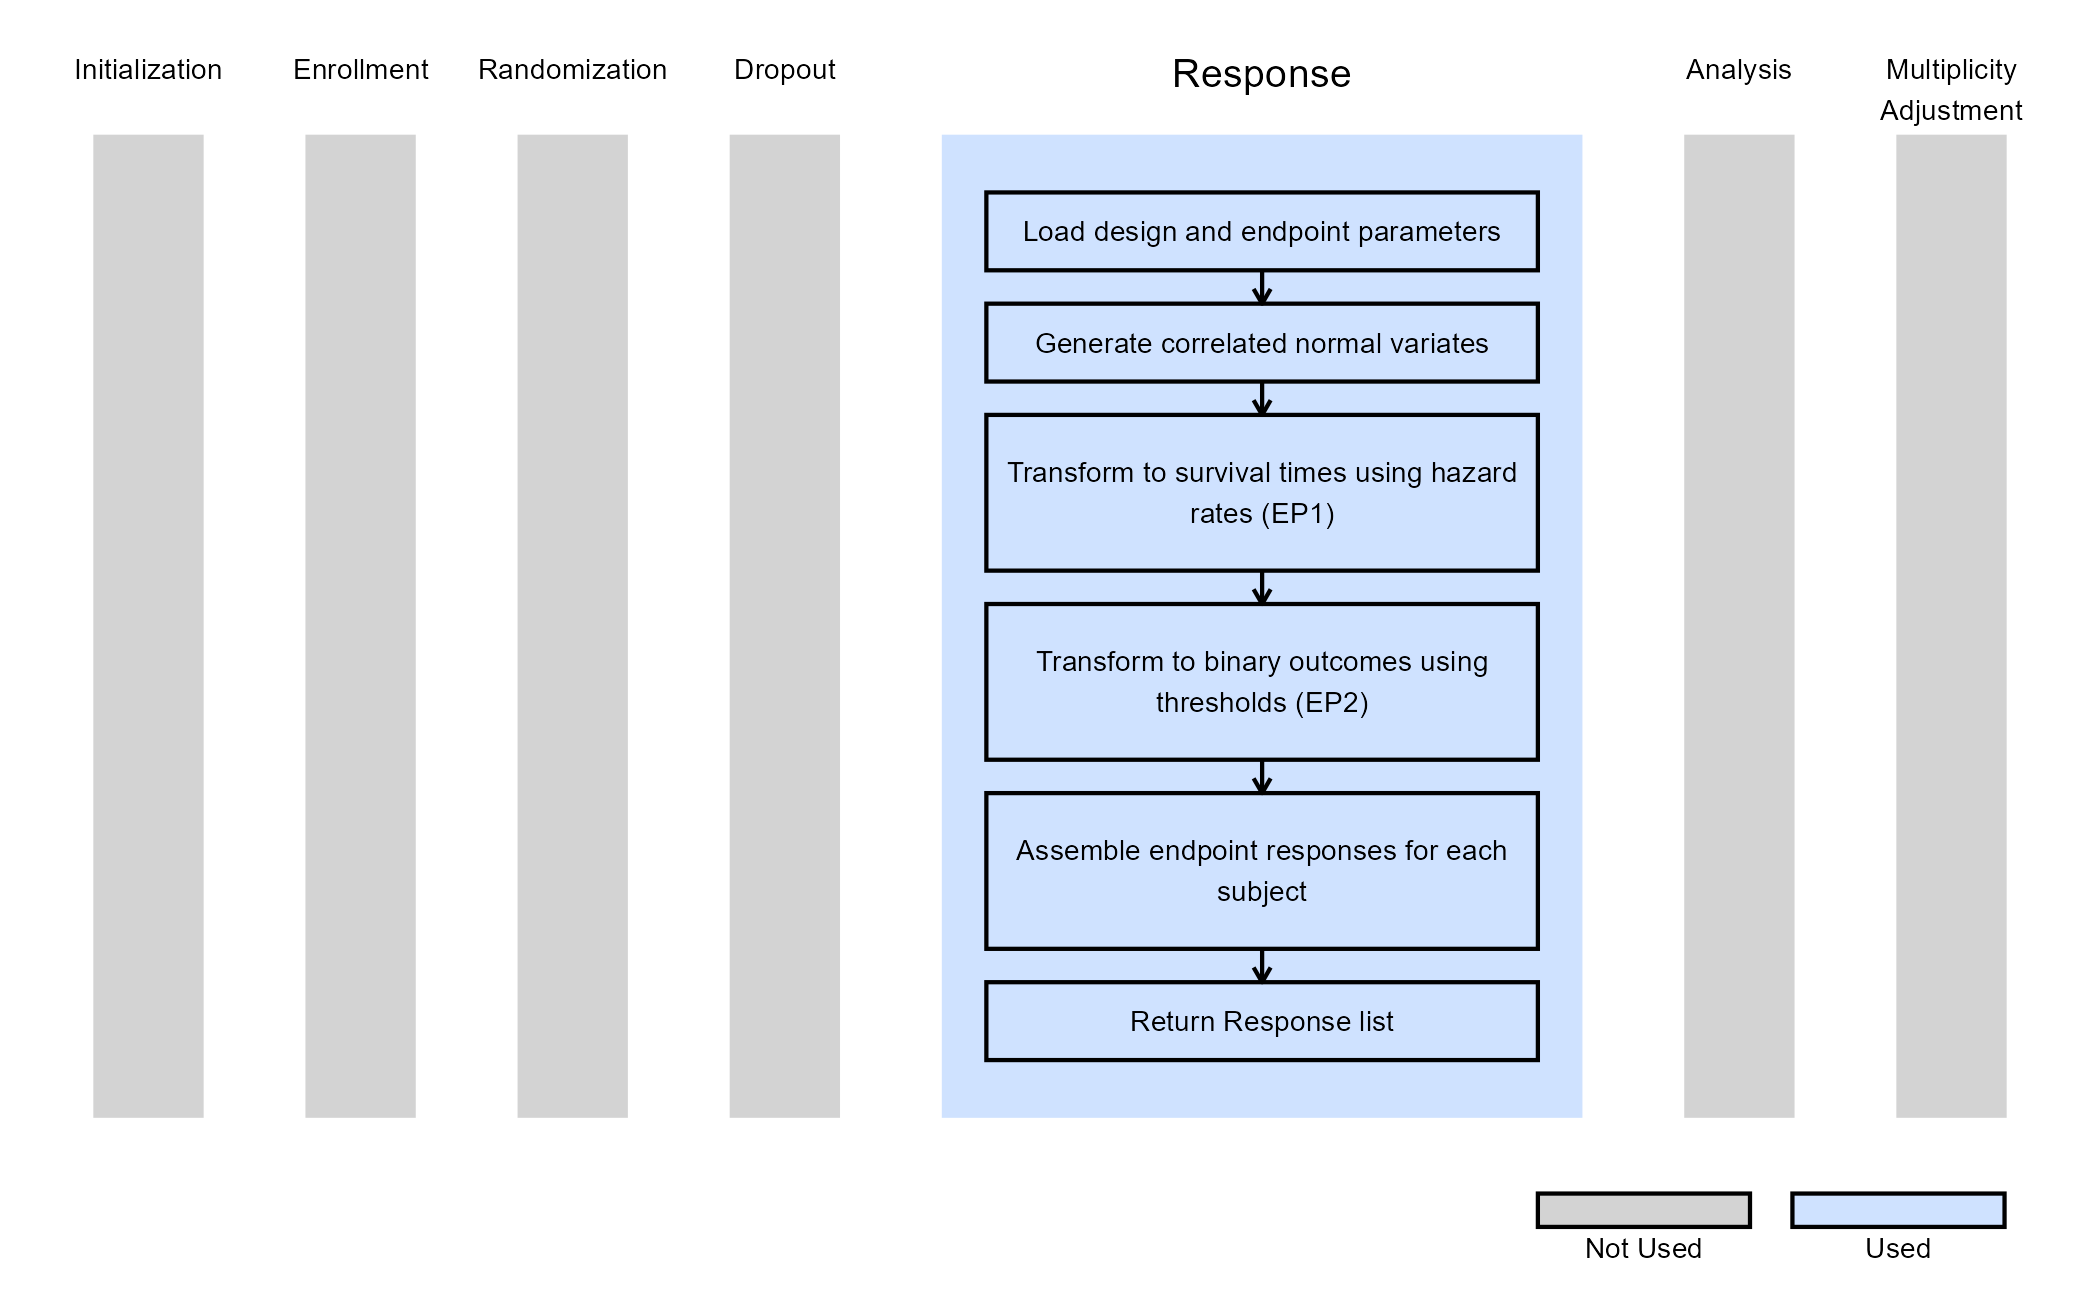 Initialization
Enrollment
Randomization
Dropout
Response
Analysis
Multiplicity
Adjustment
Load design and endpoint parameters
Generate correlated normal variates
Transform to survival times using hazard
rates (EP1)
Transform to binary outcomes using
thresholds (EP2)
Assemble endpoint responses for each
subject
Return Response list
Not Used
Used